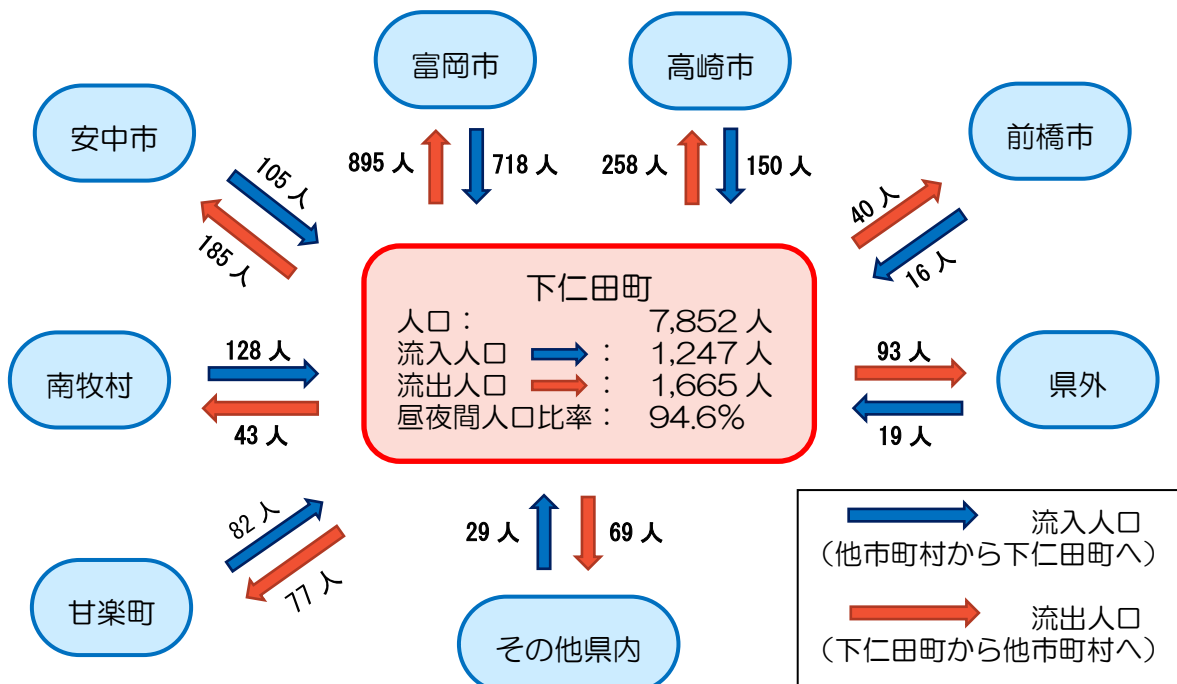 富岡市
高崎市
安中市
前橋市
895 人
718 人
258 人
150 人
105 人
185 人
40 人
16 人
下仁田町
人口： 7,852 人
流入人口 ： 1,247 人
流出人口 ： 1,665 人
昼夜間人口比率： 94.6%
南牧村
128 人
43 人
93 人
19 人
県外
82 人
77 人
甘楽町
29 人
69 人
その他県内
流入人口
（他市町村から下仁田町へ）
流出人口
（下仁田町から他市町村へ）